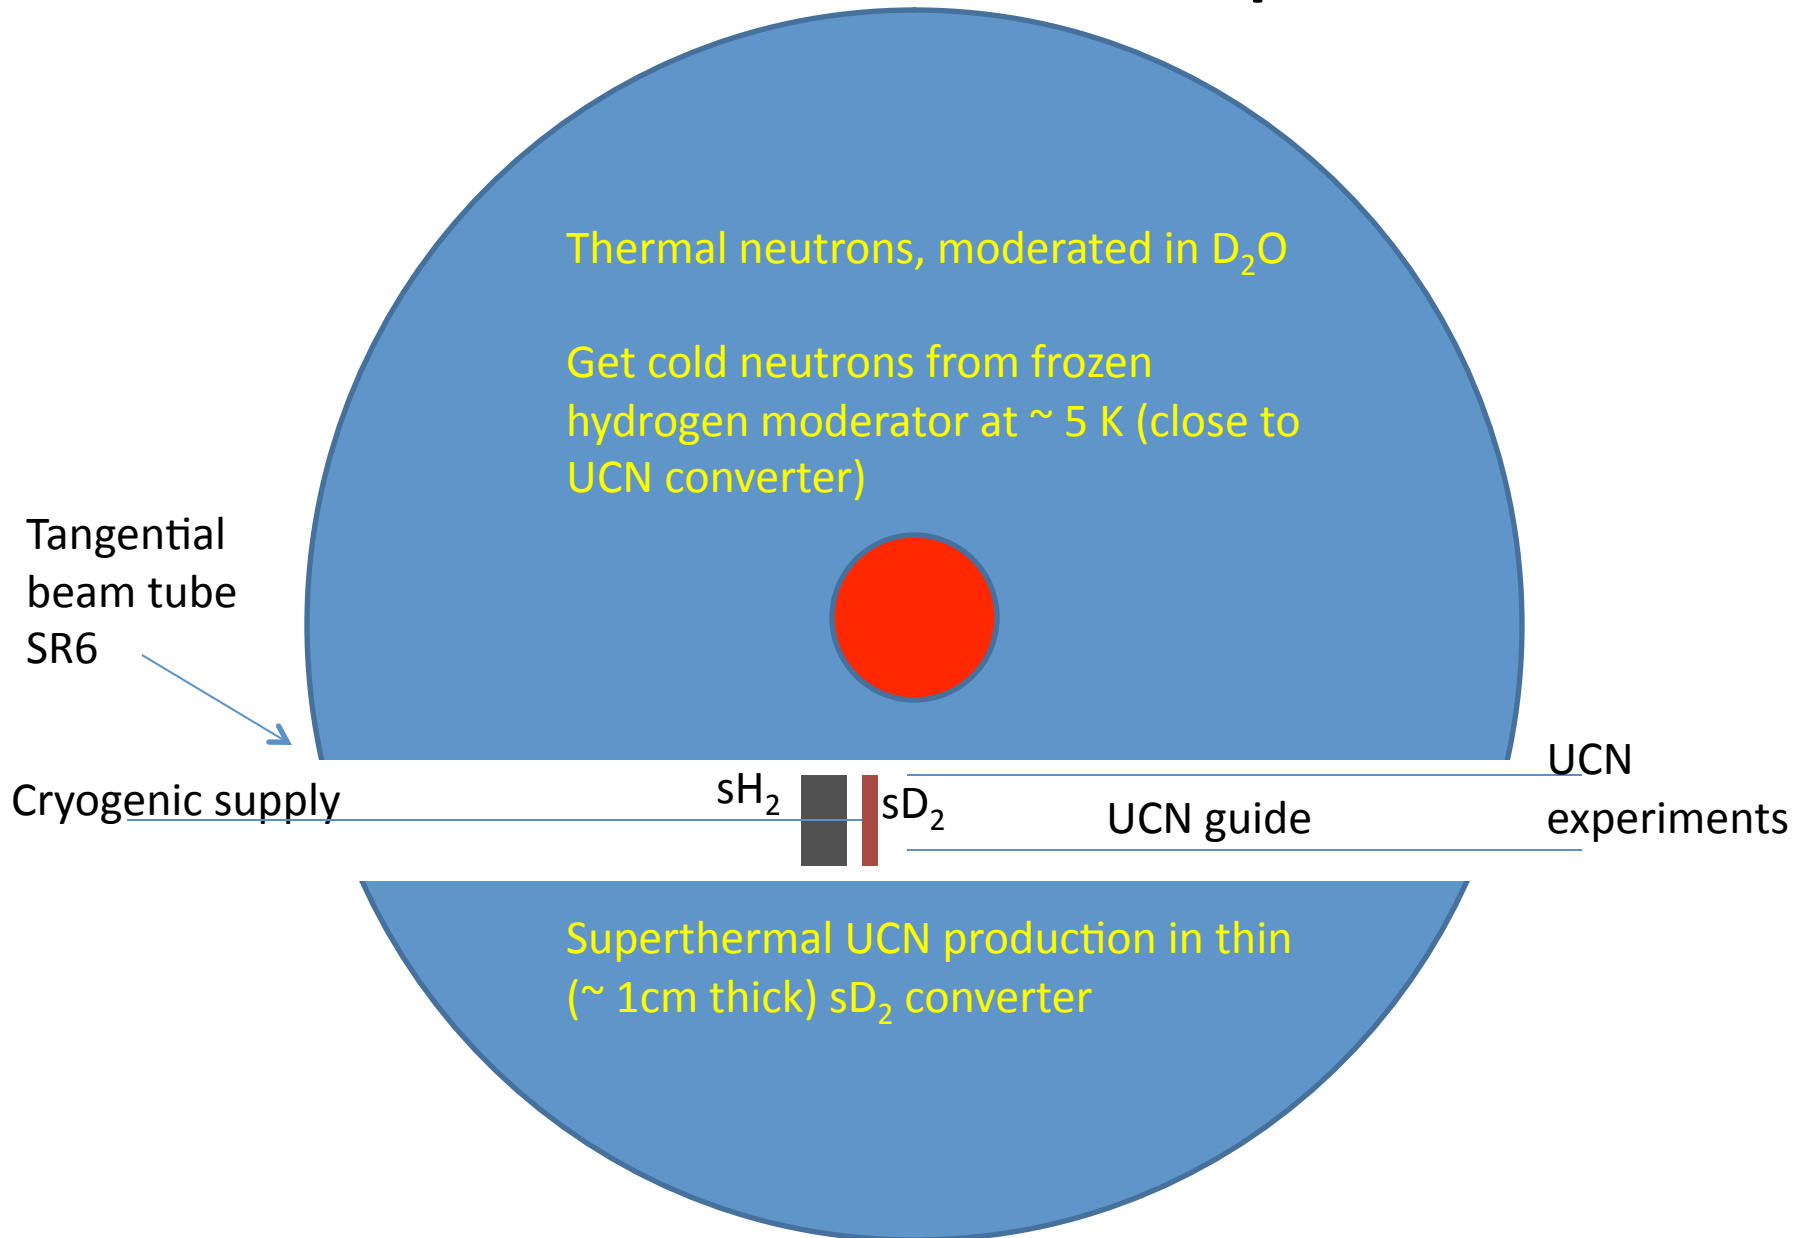 Thermal neutrons, moderated in D₂O
Get cold neutrons from frozen
hydrogen moderator at ~ 5 K (close to
UCN converter)
Tangential
beam tube
SR6
Cryogenic supply
sH₂
sD₂
UCN guide
UCN
experiments
Superthermal UCN production in thin
(~ 1cm thick) sD₂ converter